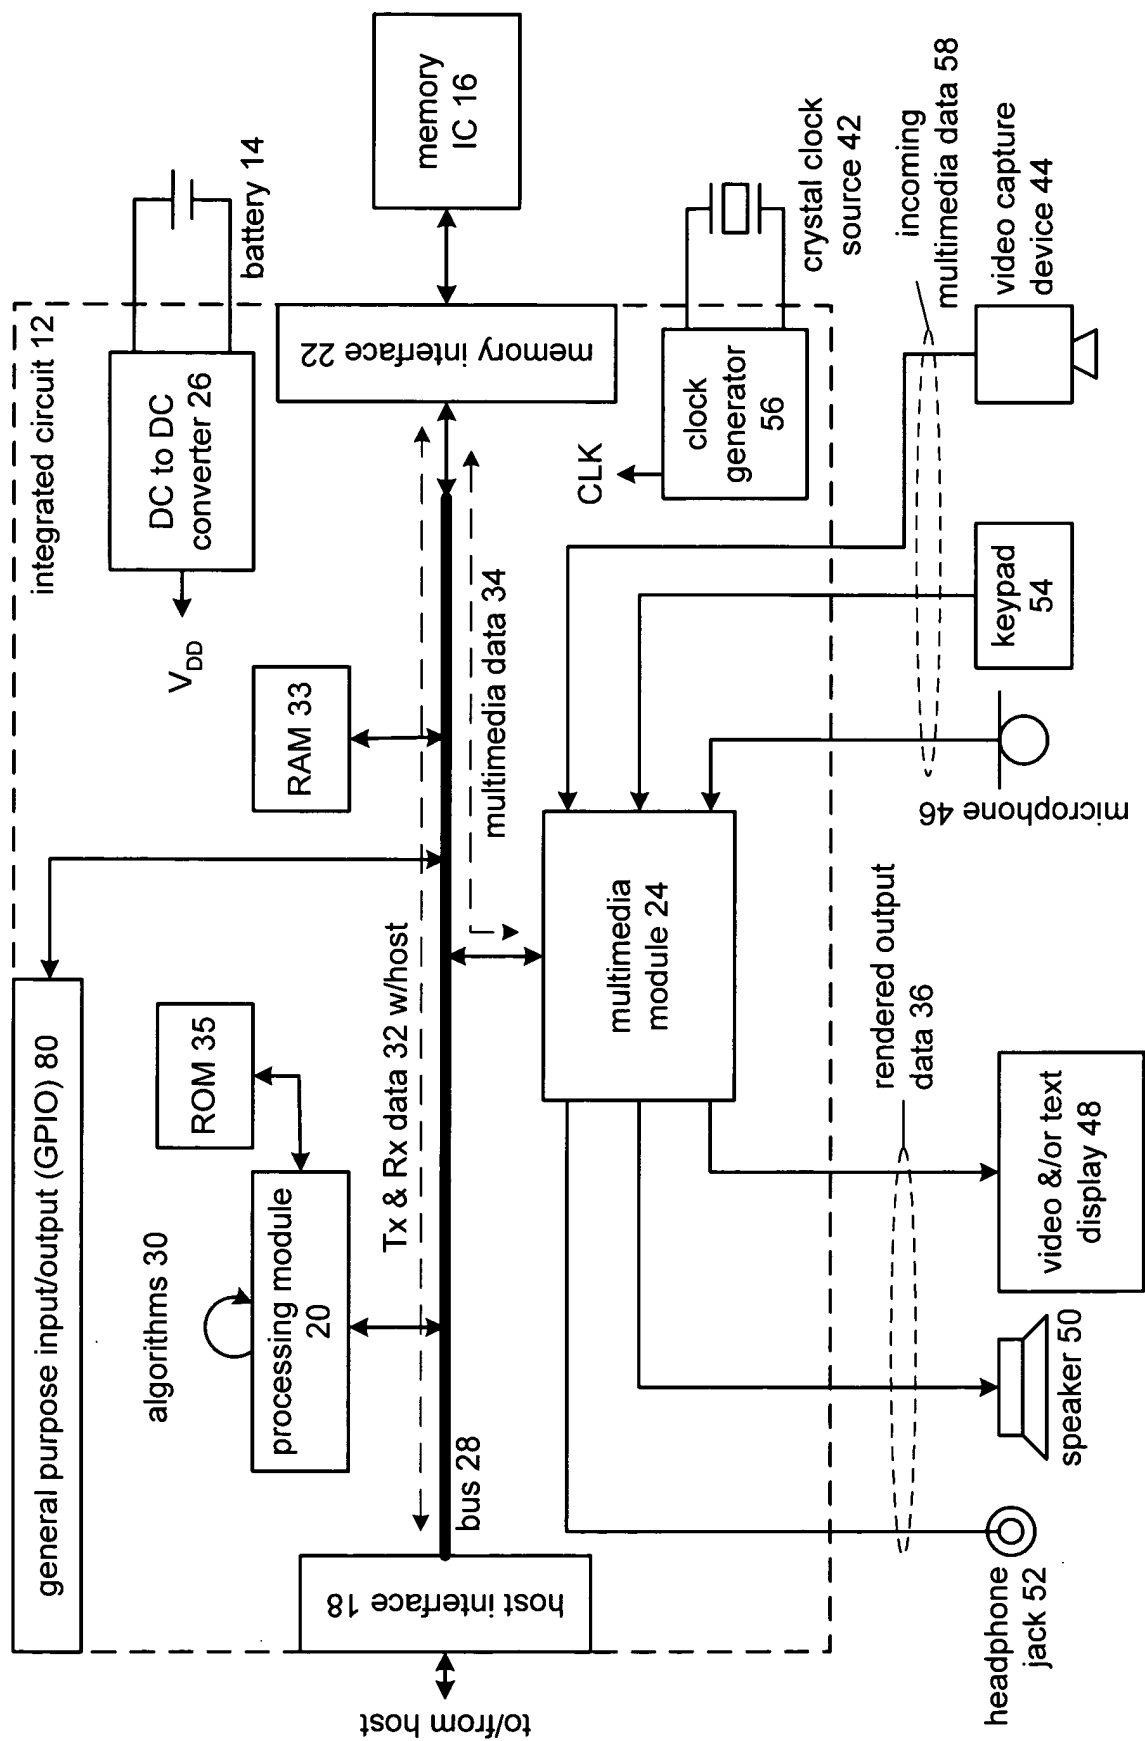 general purpose input/output (GPIO) 80
integrated circuit 12
algorithms 30
ROM 35
RAM 33
V_DD
DC to DC
converter 26
battery 14
processing module
20
Tx & Rx data 32 w/host
host interface 18
to/from host
bus 28
multimedia data 34
memory interface 22
memory
IC 16
multimedia
module 24
CLK
clock
generator
56
crystal clock
source 42
rendered output
data 36
incoming
multimedia data 58
headphone
jack 52
speaker 50
video &/or text
display 48
microphone 46
keypad
54
video capture
device 44